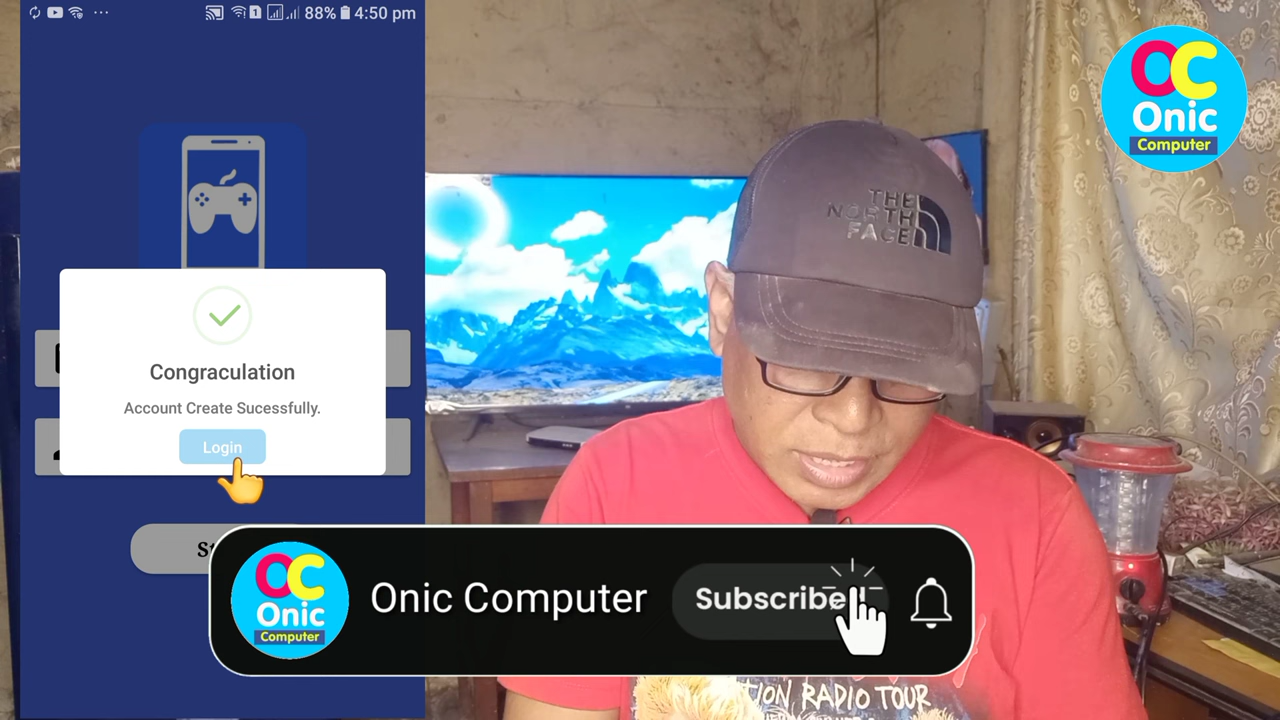 88% 4:50 pm
OC
Onic
Computer
THE
NORTH
FACE
Congraculation
Account Create Sucessfully.
Login
OC
Onic
Computer
Onic Computer
Subscribed
TION RADIO TOUR